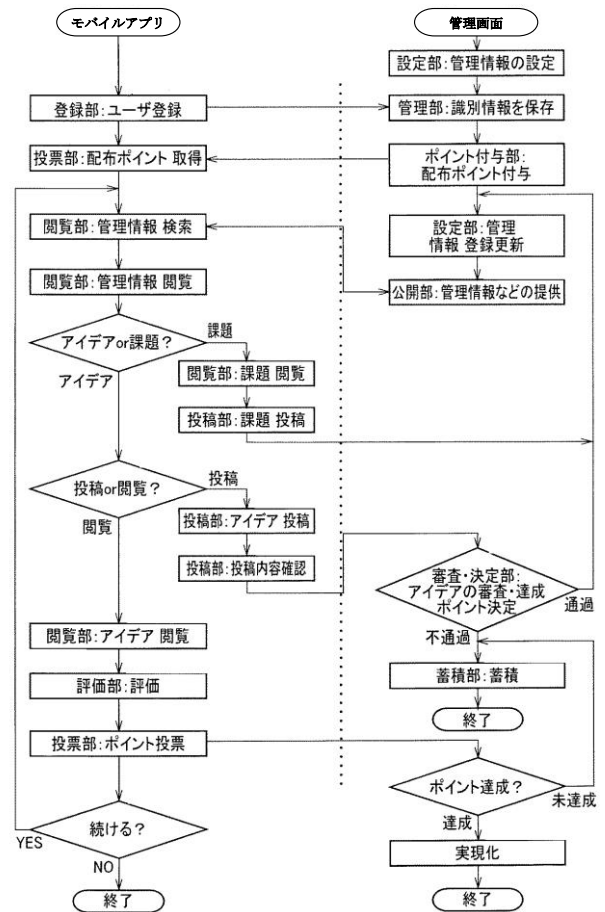 モバイルアプリ
管理画面
設定部:管理情報の設定
登録部:ユーザ登録
管理部:識別情報を保存
投票部:配布ポイント 取得
ポイント付与部:
配布ポイント付与
閲覧部:管理情報 検索
設定部:管理
情報 登録更新
閲覧部:管理情報 閲覧
公開部:管理情報などの提供
アイデアor課題?
課題
アイデア
閲覧部:課題 閲覧
投稿部:課題 投稿
投稿or閲覧?
投稿
閲覧
投稿部:アイデア 投稿
投稿部:投稿内容確認
審査・決定部:
アイデアの審査・達成
ポイント決定
通過
不通過
閲覧部:アイデア 閲覧
評価部:評価
蓄積部:蓄積
終了
投票部:ポイント投票
ポイント達成?
未達成
達成
続ける?
YES
NO
実現化
終了
終了